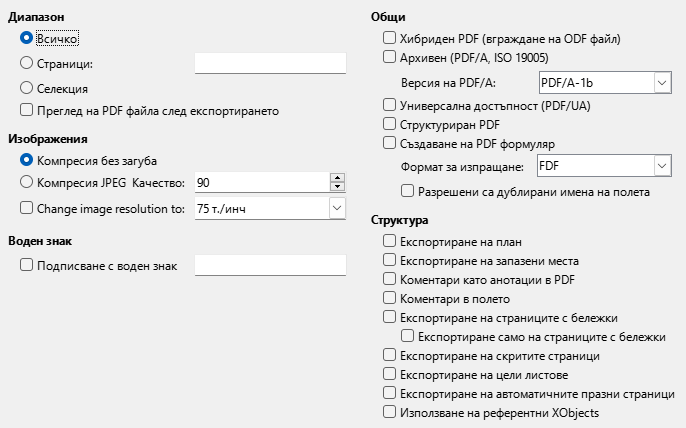 Диапазон
Всичко
Страници:
Селекция
Преглед на PDF файла след експортирането
Изображения
Компресия без загуба
Компресия JPEG Качество: 90
Change image resolution to: 75 т./инч
Воден знак
Подписване с воден знак
Общи
Хибриден PDF (вграждане на ODF файл)
Архивен (PDF/A, ISO 19005)
Версия на PDF/A: PDF/A-1b
Универсална достъпност (PDF/UA)
Структуриран PDF
Създаване на PDF формуляр
Формат за изпращане: FDF
Разрешени са дублирани имена на полета
Структура
Експортиране на план
Експортиране на запазени места
Коментари като анотации в PDF
Коментари в полето
Експортиране на страниците с бележки
Експортиране само на страниците с бележки
Експортиране на скритите страници
Експортиране на цели листове
Експортиране на автоматичните празни страници
Използване на референтни XObjects